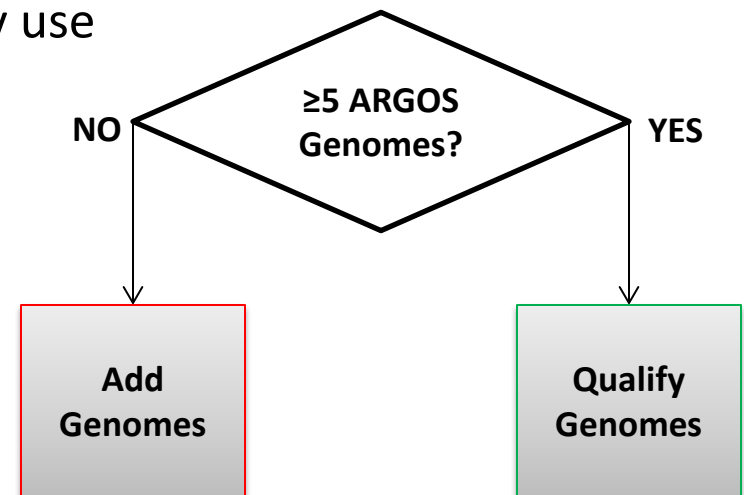 use
≥5 ARGOS
Genomes?
NO
YES
Add
Genomes
Qualify
Genomes